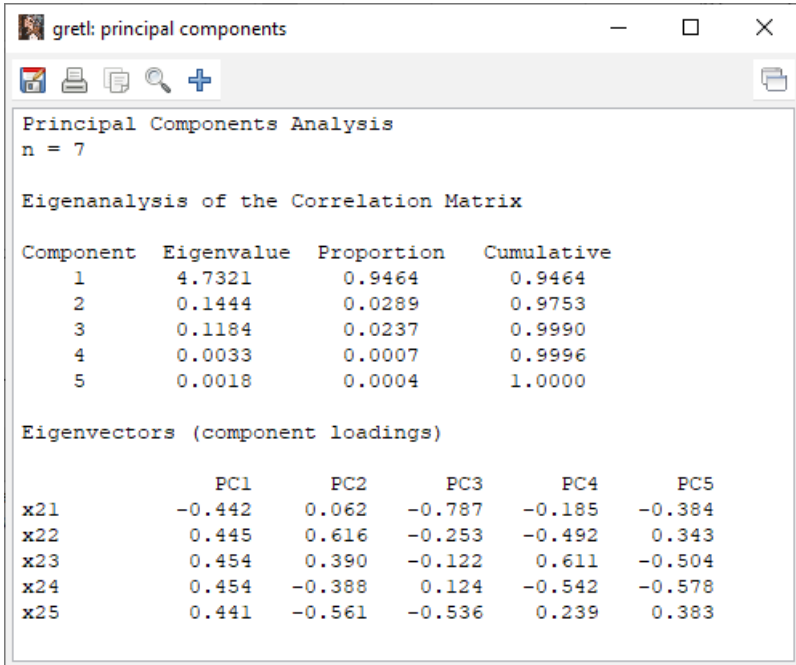 gretl: principal components
Principal Components Analysis
n = 7
Eigenanalysis of the Correlation Matrix
Component  Eigenvalue  Proportion   Cumulative
    1        4.7321      0.9464      0.9464
    2        0.1444      0.0289      0.9753
    3        0.1184      0.0237      0.9990
    4        0.0033      0.0007      0.9996
    5        0.0018      0.0004      1.0000
Eigenvectors (component loadings)
                PC1      PC2      PC3      PC4      PC5
x21          -0.442    0.062   -0.787   -0.185   -0.384
x22           0.445    0.616   -0.253   -0.492    0.343
x23           0.454    0.390   -0.122    0.611   -0.504
x24           0.454   -0.388    0.124   -0.542   -0.578
x25           0.441   -0.561   -0.536    0.239    0.383